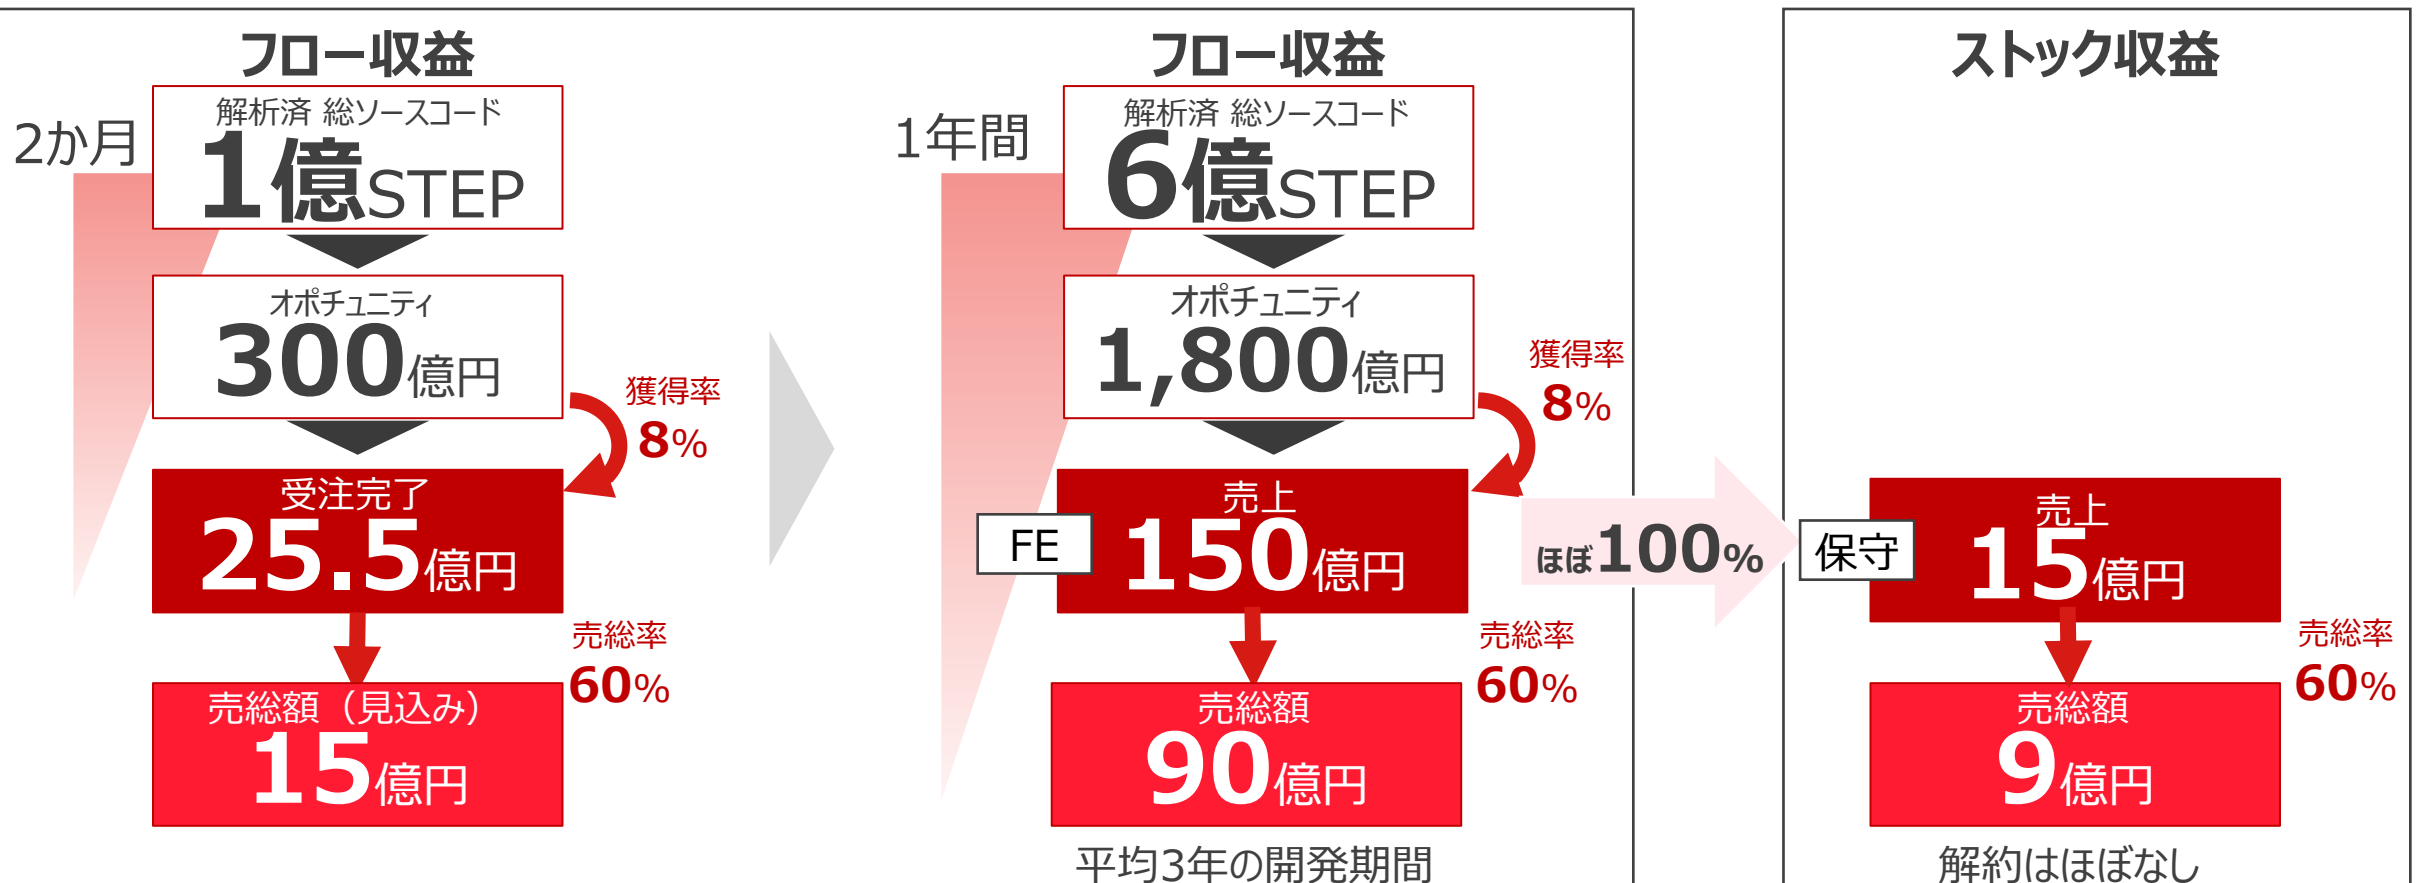 フロー収益
2か月
解析済 総ソースコード
1億STEP
オポチュニティ
300億円
獲得率
8%
受注完了
25.5億円
売総率
60%
売総額（見込み）
15億円
フロー収益
1年間
解析済 総ソースコード
6億STEP
オポチュニティ
1,800億円
獲得率
8%
FE
売上
150億円
ほぼ100%
売総率
60%
売総額
90億円
平均3年の開発期間
ストック収益
保守
売上
15億円
売総率
60%
売総額
9億円
解約はほぼなし